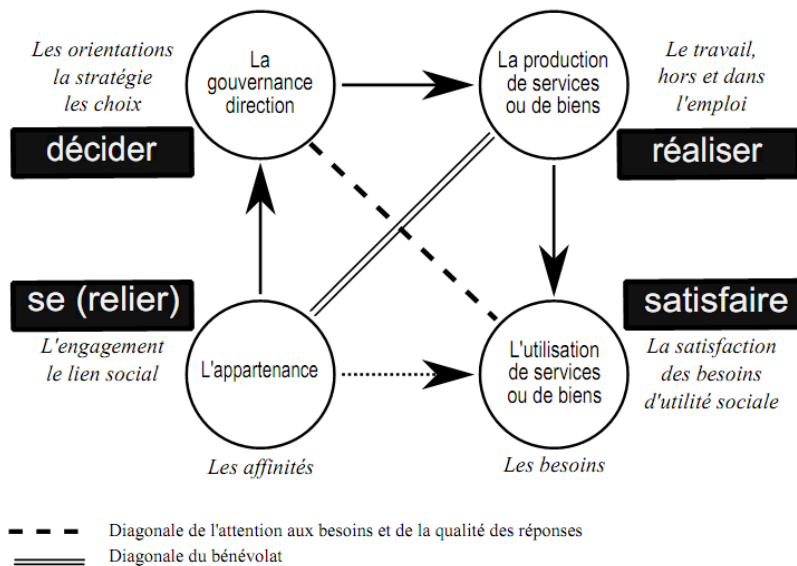 Les orientations
la stratégie
les choix
décider
La
gouvernance
direction
La production
de services
ou de biens
Le travail,
hors et dans
l'emploi
réaliser
se (relier)
L'engagement
le lien social
L'appartenance
Les affinités
L'utilisation
de services
ou de biens
Les besoins
satisfaire
La satisfaction
des besoins
d'utilité sociale
Diagonale de l'attention aux besoins et de la qualité des réponses
Diagonale du bénévolat